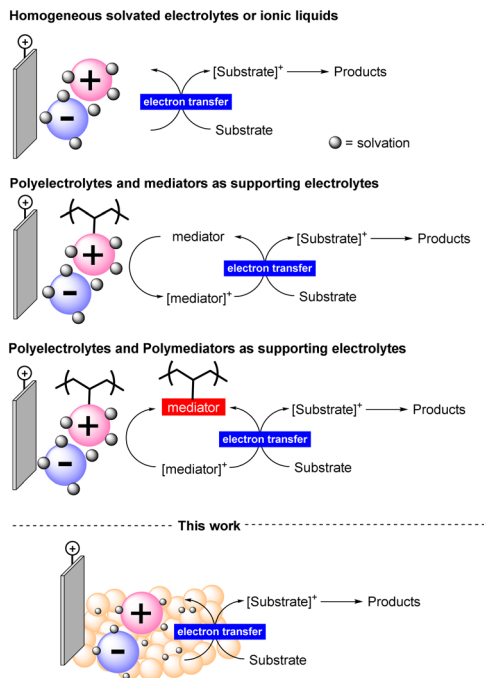 Homogeneous solvated electrolytes or ionic liquids
+
+
-
[Substrate]+
Products
electron transfer
Substrate
= solvation
Polyelectrolytes and mediators as supporting electrolytes
+
+
-
mediator
[Substrate]+
Products
electron transfer
[mediator]+
Substrate
Polyelectrolytes and Polymediators as supporting electrolytes
+
+
-
mediator
[Substrate]+
Products
electron transfer
[mediator]+
Substrate
This work
+
+
-
[Substrate]+
Products
electron transfer
Substrate